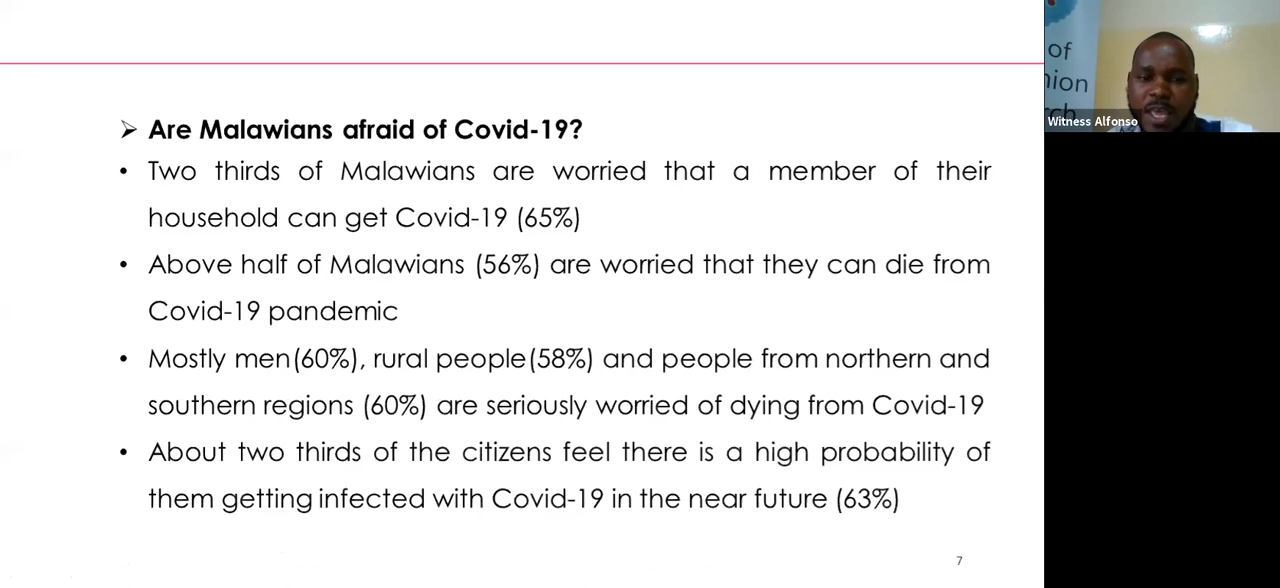 ➢ Are Malawians afraid of Covid-19?
• Two thirds of Malawians are worried that a member of their
household can get Covid-19 (65%)
• Above half of Malawians (56%) are worried that they can die from
Covid-19 pandemic
• Mostly men(60%), rural people(58%) and people from northern and
southern regions (60%) are seriously worried of dying from Covid-19
• About two thirds of the citizens feel there is a high probability of
them getting infected with Covid-19 in the near future (63%)
7
of
Witness Alfonso